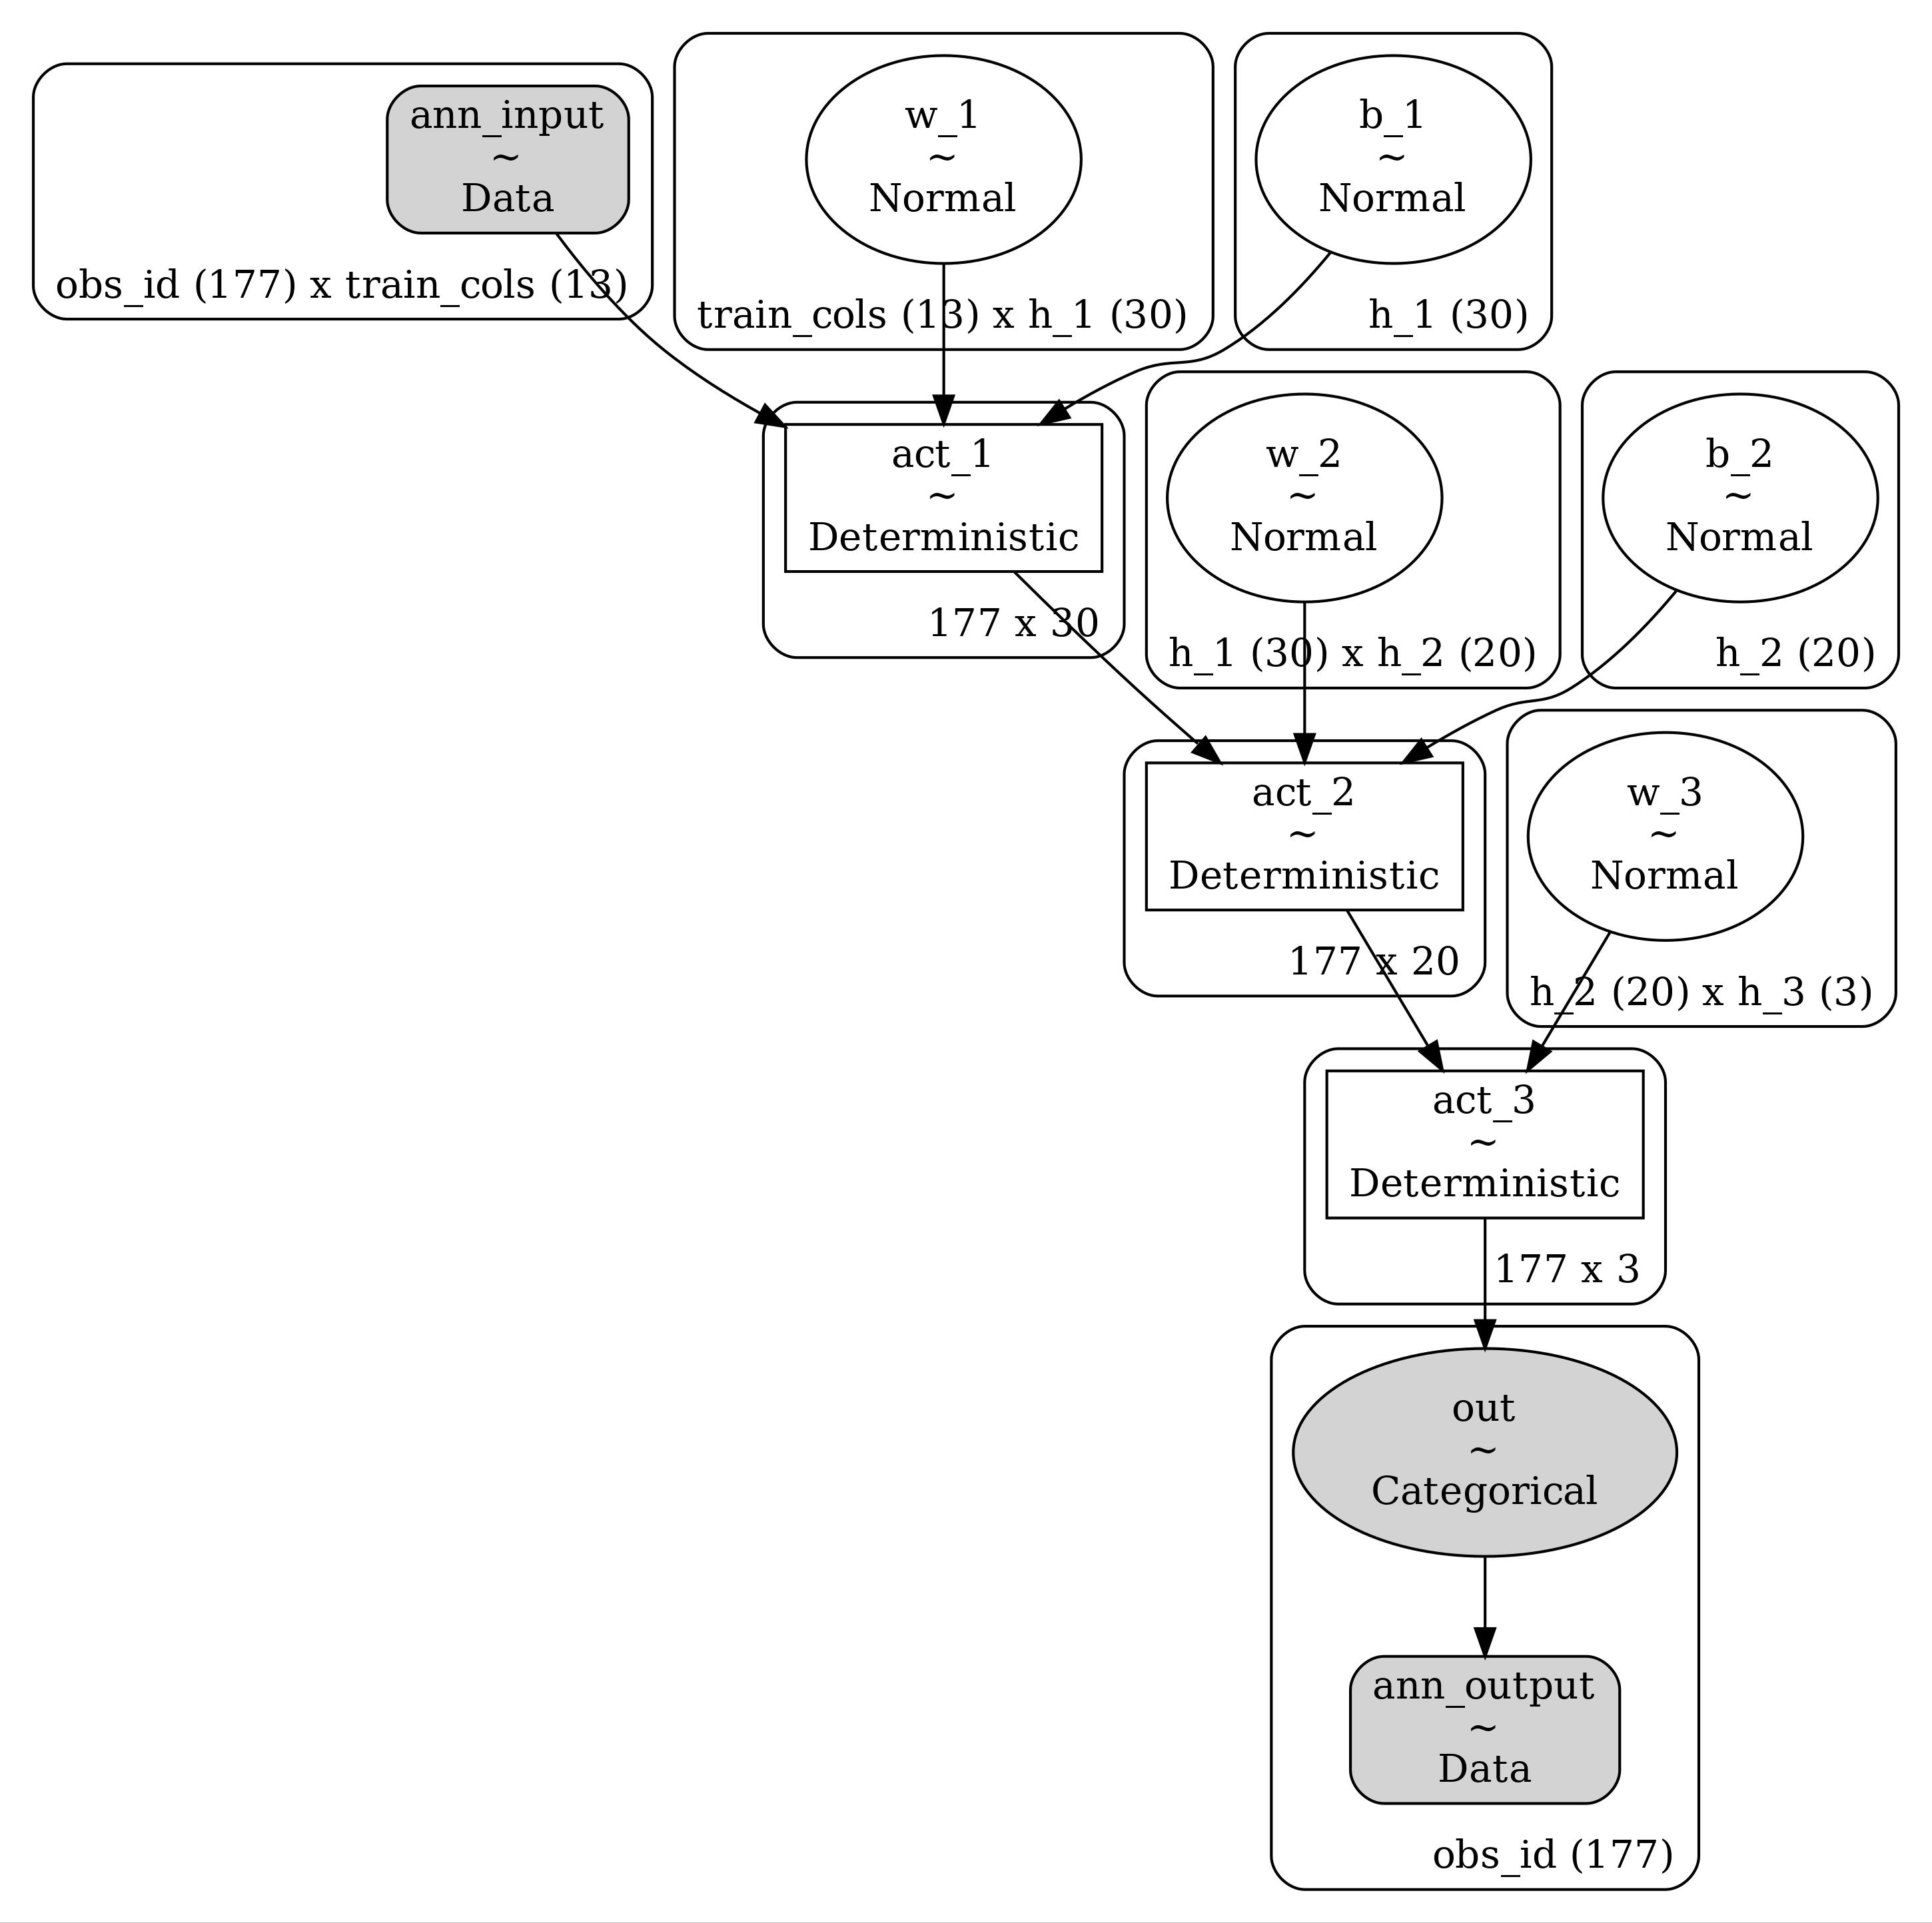 ann_input
~
Data
obs_id (177) x train_cols (13)
w_1
~
Normal
train_cols (13) x h_1 (30)
b_1
~
Normal
h_1 (30)
act_1
~
Deterministic
177 x 30
w_2
~
Normal
h_1 (30) x h_2 (20)
b_2
~
Normal
h_2 (20)
act_2
~
Deterministic
177 x 20
w_3
~
Normal
h_2 (20) x h_3 (3)
act_3
~
Deterministic
177 x 3
out
~
Categorical
ann_output
~
Data
obs_id (177)